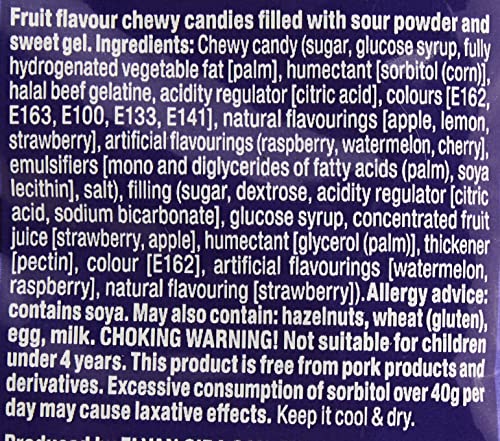 Fruit flavour chewy candies filled with sour powder and
sweet gel. Ingredients: Chewy candy (sugar, glucose syrup, fully
hydrogenated vegetable fat [palm], humectant [sorbitol (corn)],
halal beef gelatine, acidity regulator [citric acid], colours [E162,
E163, E100, E133, E141], natural flavourings [apple, lemon,
strawberry], artificial flavourings (raspberry, watermelon, cherry],
emulsifiers [mono and diglycerides of fatty acids (palm), soya
lecithin], salt), filling (sugar, dextrose, acidity regulator [citric
acid, sodium bicarbonate], glucose syrup, concentrated fruit
juice [strawberry, apple], humectant [glycerol (palm)], thickener
[pectin], colour [E162], artificial flavourings [watermelon,
raspberry], natural flavouring [strawberry]).Allergy advice:
contains soya. May also contain: hazelnuts, wheat (gluten),
egg, milk. CHOKING WARNING! Not suitable for children
under 4 years. This product is free from pork products and
derivatives. Excessive consumption of sorbitol over 40g per
day may cause laxative effects. Keep it cool & dry.
Produced by